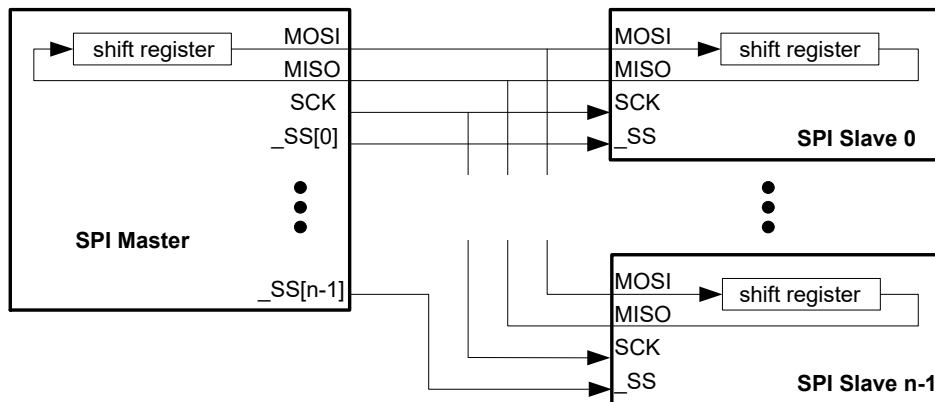 shift register
MOSI
MISO
SCK
_SS[0]
SPI Master
_SS[n-1]
MOSI
shift register
MISO
SCK
_SS
SPI Slave 0
MOSI
shift register
MISO
SCK
_SS
SPI Slave n-1